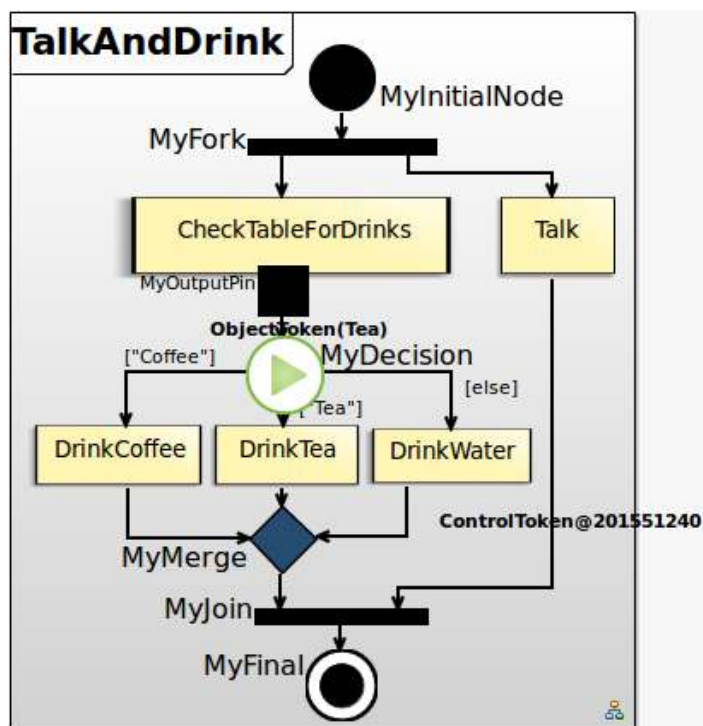 TalkAndDrink
MyInitialNode
MyFork
CheckTableForDrinks
Talk
MyOutputPin
ObjectToken(Tea)
MyDecision
["Coffee"]
["Tea"]
[else]
DrinkCoffee
DrinkTea
DrinkWater
ControlToken@201551240
MyMerge
MyJoin
MyFinal